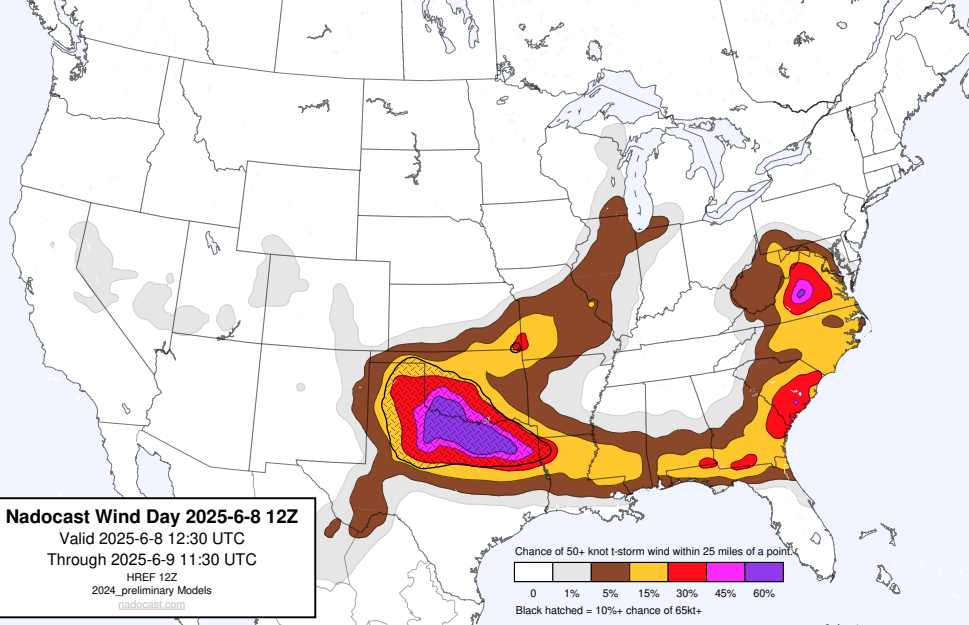 Nadocast Wind Day 2025-6-8 12Z
Valid 2025-6-8 12:30 UTC
Through 2025-6-9 11:30 UTC
HREF 12Z
2024_preliminary Models
nadocast.com
Chance of 50+ knot t-storm wind within 25 miles of a point.
0 1% 5% 15% 30% 45% 60%
Black hatched = 10%+ chance of 65kt+